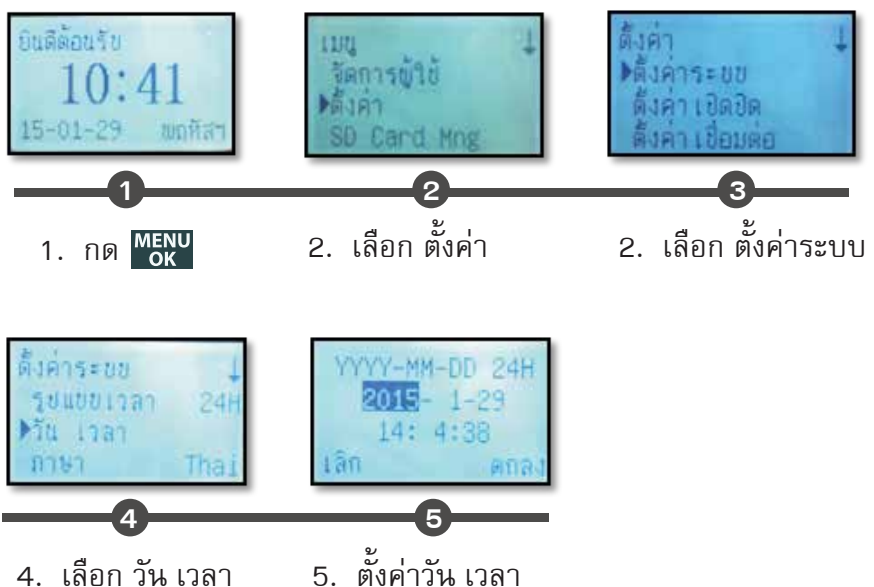 ยินดีต้อนรับ
10:41
15-01-29 พฤหัสฯ
เมนู
จัดการผู้ใช้
ตั้งค่า
SD Card Mng
ตั้งค่า
ตั้งค่าระบบ
ตั้งค่าเปิดปิด
ตั้งค่าเชื่อมต่อ
1
2
3
1. กด MENU OK
2. เลือก ตั้งค่า
2. เลือก ตั้งค่าระบบ
ตั้งค่าระบบ
รูปแบบเวลา 24H
วัน เวลา
ภาษา Thai
YYYY-MM-DD 24H
2015- 1-29
14: 4:38
เลิก ตกลง
4
5
4. เลือก วัน เวลา
5. ตั้งค่าวัน เวลา